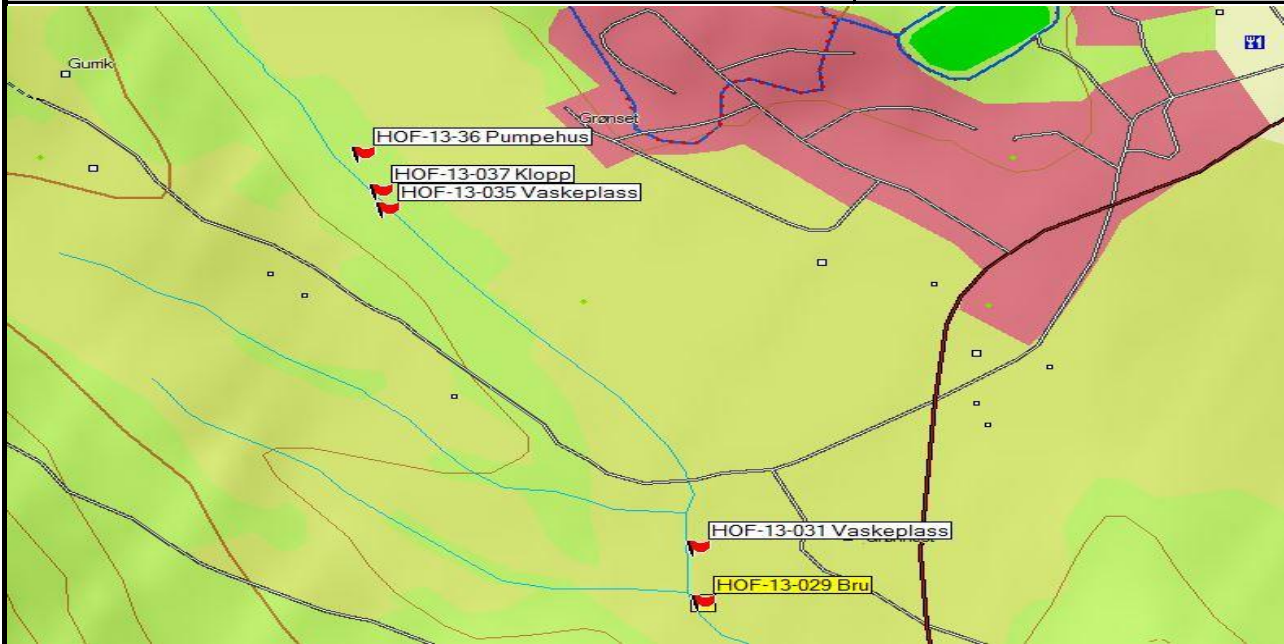 Gurrik
Grønset
HOF-13-36 Pumpehus
HOF-13-037 Klopp
HOF-13-035 Vaskeplass
HOF-13-031 Vaskeplass
HOF-13-029 Bru